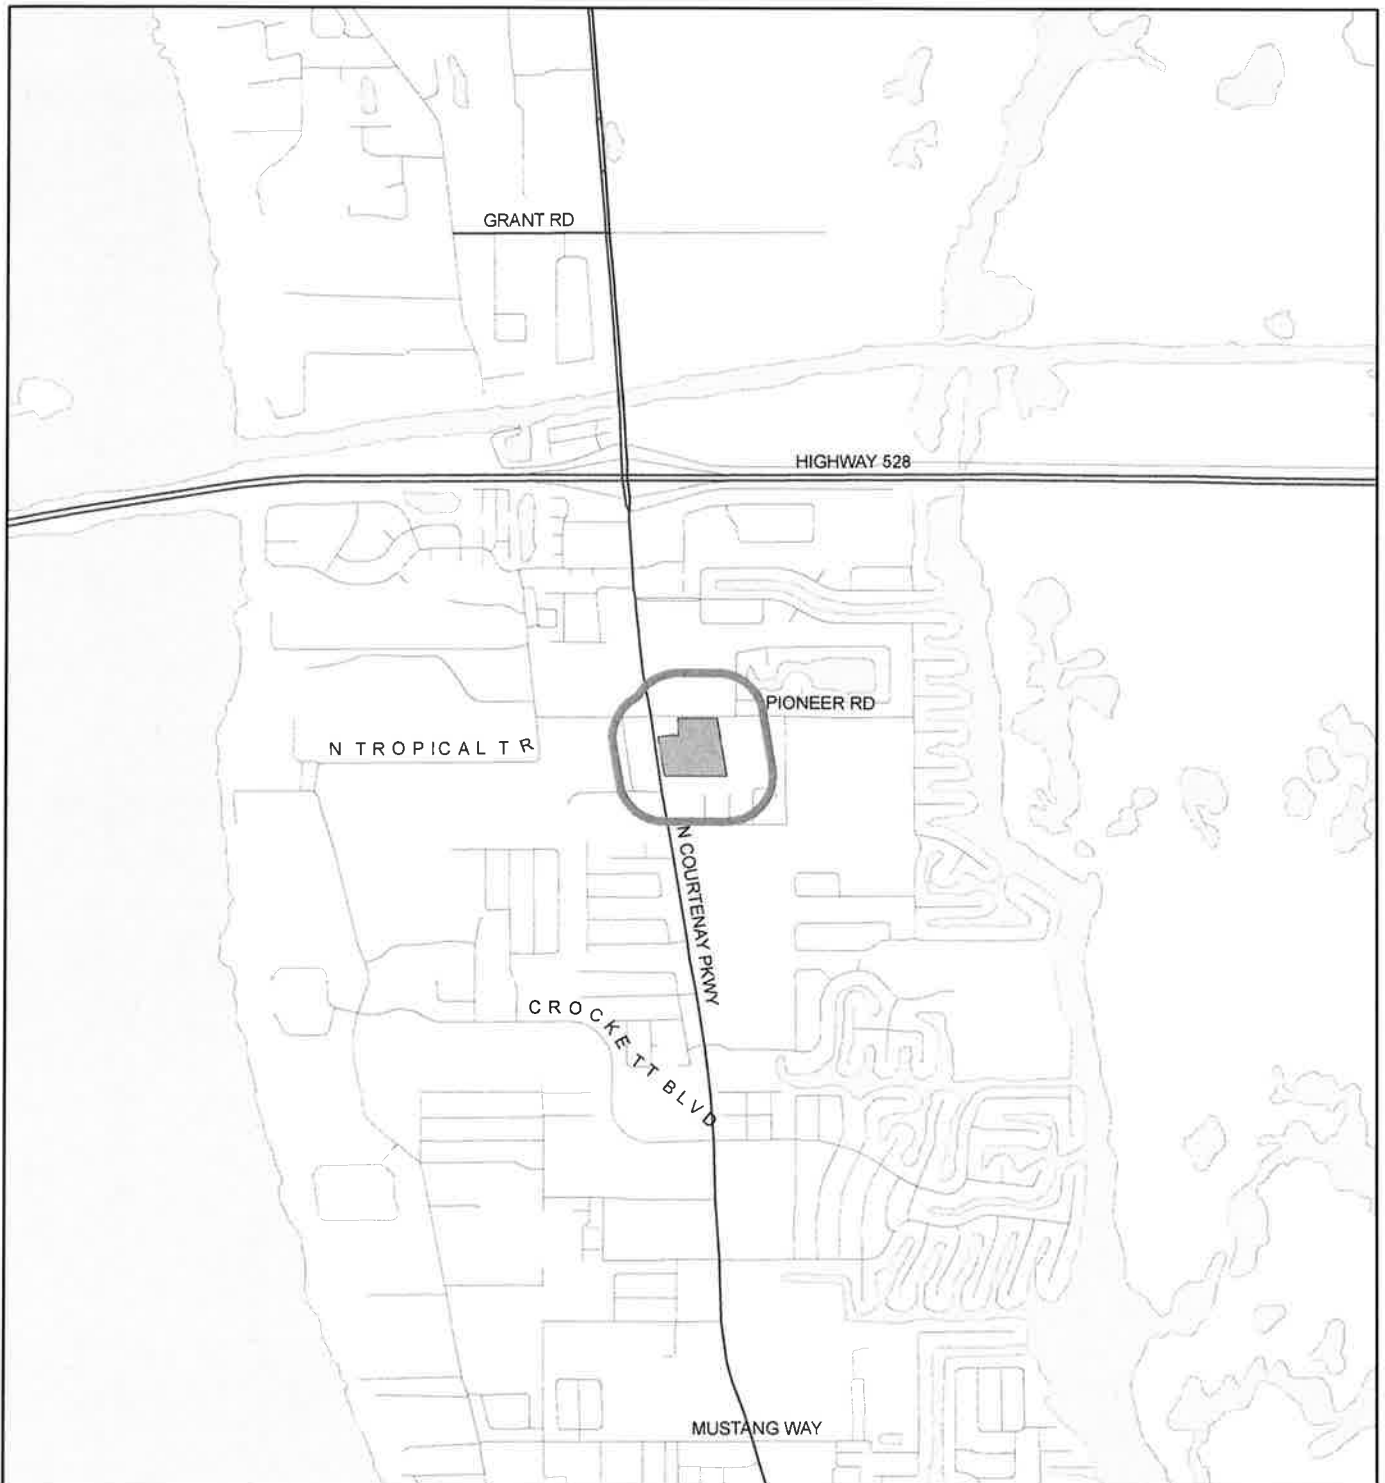 GRANT RD
HIGHWAY 528
PIONEER RD
N TROPICAL TR
N COURTENAY PKWY
CROCKETT BLVD
MUSTANG WAY